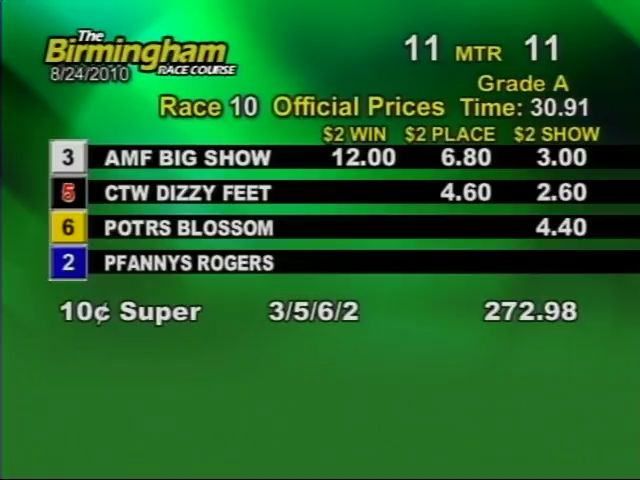 The
Birmingham
RACE COURSE
8/24/2010
11 MTR 11
Grade A
Race 10 Official Prices Time: 30.91
$2 WIN $2 PLACE $2 SHOW
3 AMF BIG SHOW 12.00 6.80 3.00
5 CTW DIZZY FEET 4.60 2.60
6 POTRS BLOSSOM 4.40
2 PFANNYS ROGERS
10¢ Super 3/5/6/2 272.98